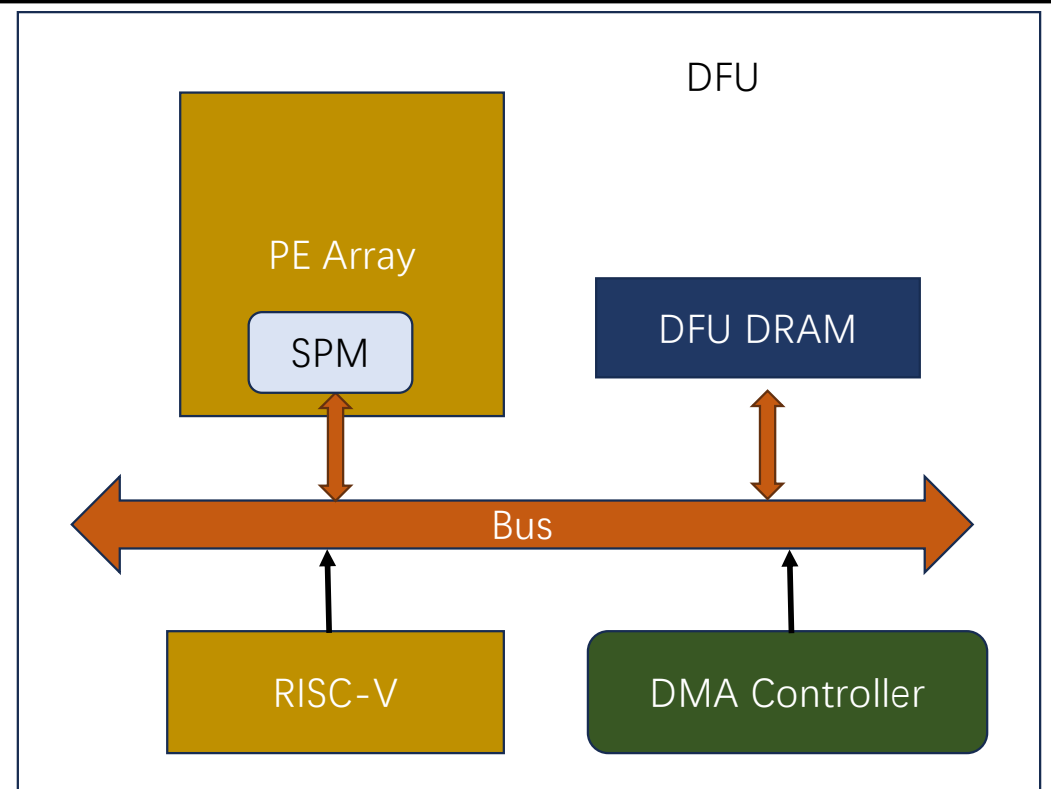 DFU
PE Array
SPM
DFU DRAM
Bus
RISC-V
DMA Controller